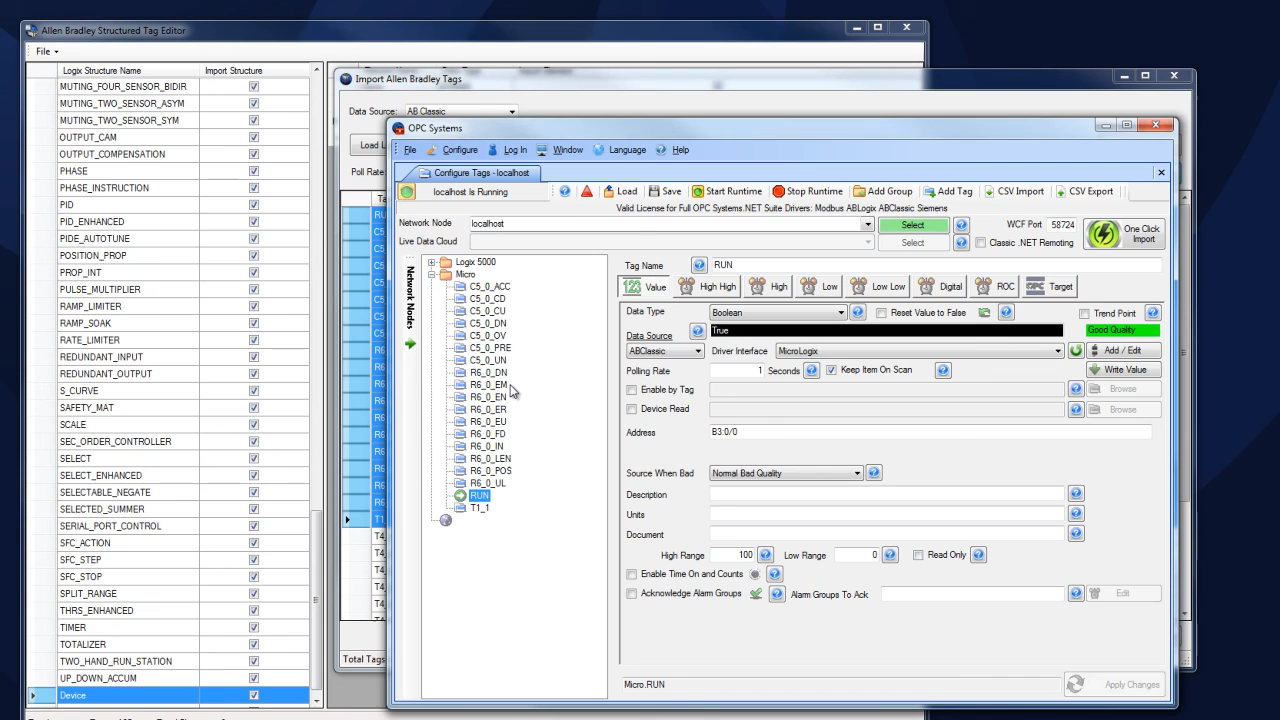 Allen Bradley Structured Tag Editor
File
Logix Structure Name Import Structure
MUTING_FOUR_SENSOR_BIDIR
MUTING_TWO_SENSOR_ASYM
MUTING_TWO_SENSOR_SYM
OUTPUT_CAM
OUTPUT_COMPENSATION
PHASE
PHASE_INSTRUCTION
PID
PID_ENHANCED
PIDE_AUTOTUNE
POSITION_PROP
PROP_INT
PULSE_MULTIPLIER
RAMP_LIMITER
RAMP_SOAK
RATE_LIMITER
REDUNDANT_INPUT
REDUNDANT_OUTPUT
S_CURVE
SAFETY_MAT
SCALE
SEC_ORDER_CONTROLLER
SELECT
SELECT_ENHANCED
SELECTABLE_NEGATE
SELECTED_SUMMER
SERIAL_PORT_CONTROL
SFC_ACTION
SFC_STEP
SFC_STOP
SPLIT_RANGE
THRS_ENHANCED
TIMER
TOTALIZER
TWO_HAND_RUN_STATION
UP_DOWN_ACCUM
Device
Import Allen Bradley Tags
Data Source: AB Classic
Load L
Poll Rate:
Total Tags
OPC Systems
File Configure Log In Window Language Help
Configure Tags - localhost
localhost Is Running Load Save Start Runtime Stop Runtime Add Group Add Tag CSV Import CSV Export
Valid License for Full OPC Systems.NET Suite Drivers: Modbus ABLogix ABClassic Siemens
Network Node localhost Select WCF Port 58724 One Click Import
Live Data Cloud Select Classic .NET Remoting
Network Nodes
Logix 5000
Micro
C5_0_ACC
C5_0_CD
C5_0_CU
C5_0_DN
C5_0_OV
C5_0_PRE
C5_0_UN
R6_0_DN
R6_0_EM
R6_0_EN
R6_0_ER
R6_0_EU
R6_0_FD
R6_0_IN
R6_0_LEN
R6_0_POS
R6_0_UL
RUN
T1_1
Tag Name RUN
123 Value High High High Low Low Low Digital ROC OPC Target
Data Type Boolean Reset Value to False Trend Point
Data Source True Good Quality
ABClassic Driver Interface MicroLogix Add / Edit
Polling Rate 1 Seconds Keep Item On Scan Write Value
Enable by Tag Browse
Device Read Browse
Address B3:0/0
Source When Bad Normal Bad Quality
Description
Units
Document
High Range 100 Low Range 0 Read Only
Enable Time On and Counts
Acknowledge Alarm Groups Alarm Groups To Ack Edit
Micro.RUN Apply Changes